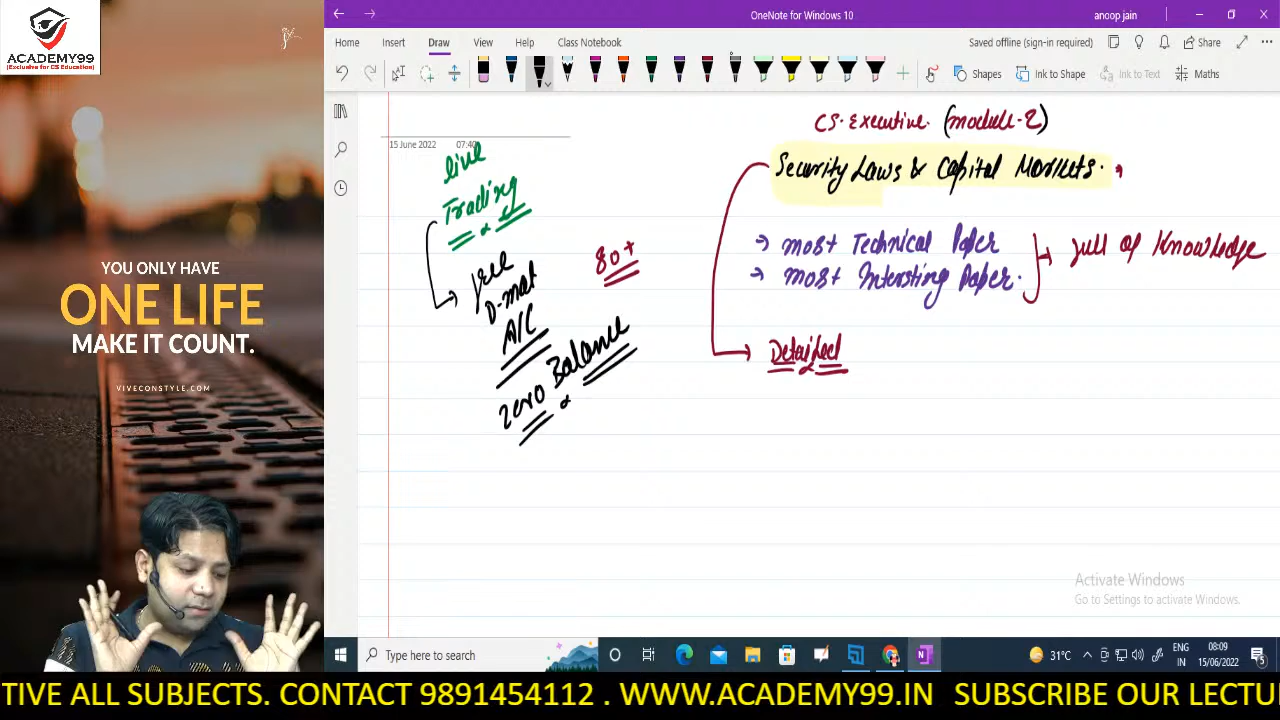 ACADEMY99
(Exclusive for CS Education)
YOU ONLY HAVE
ONE LIFE
MAKE IT COUNT.
VIVECONSTYLE.COM
OneNote for Windows 10
anoop jain
Home Insert Draw View Help Class Notebook
Saved offline (sign-in required)
Share
Shapes
Ink to Shape
Ink to Text
Maths
15 June 2022 07:40
CS-Executive (module-2)
Security Laws & Capital Markets.
→ most Technical Paper
→ most Intersting Paper.
full of Knowledge
Detailed
live
Trading
free
D-mat
A/C
Zero Balance
80+
Activate Windows
Go to Settings to activate Windows.
Type here to search
31°C
ENG
IN
08:09
15/06/2022
5
TIVE ALL SUBJECTS. CONTACT 9891454112 . WWW.ACADEMY99.IN SUBSCRIBE OUR LECTU